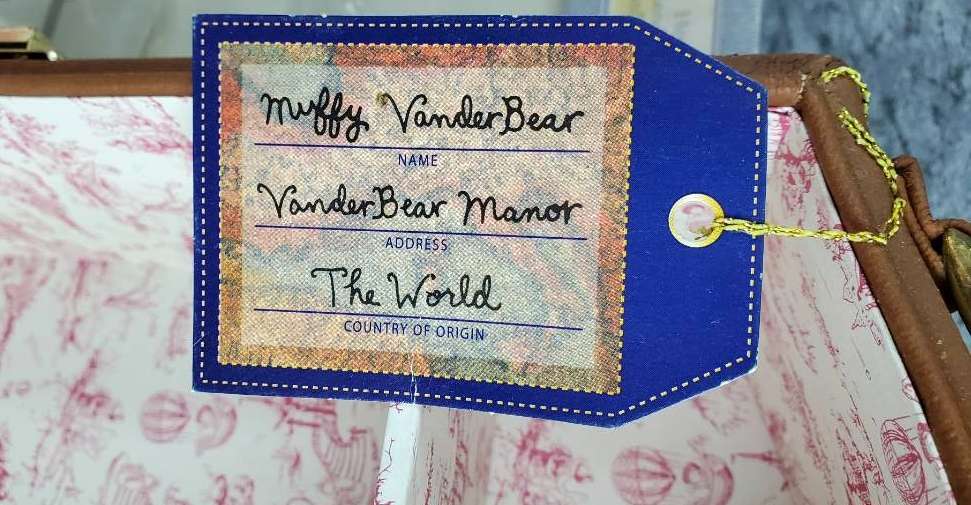 Muffy VanderBear
NAME
VanderBear Manor
ADDRESS
The World
COUNTRY OF ORIGIN